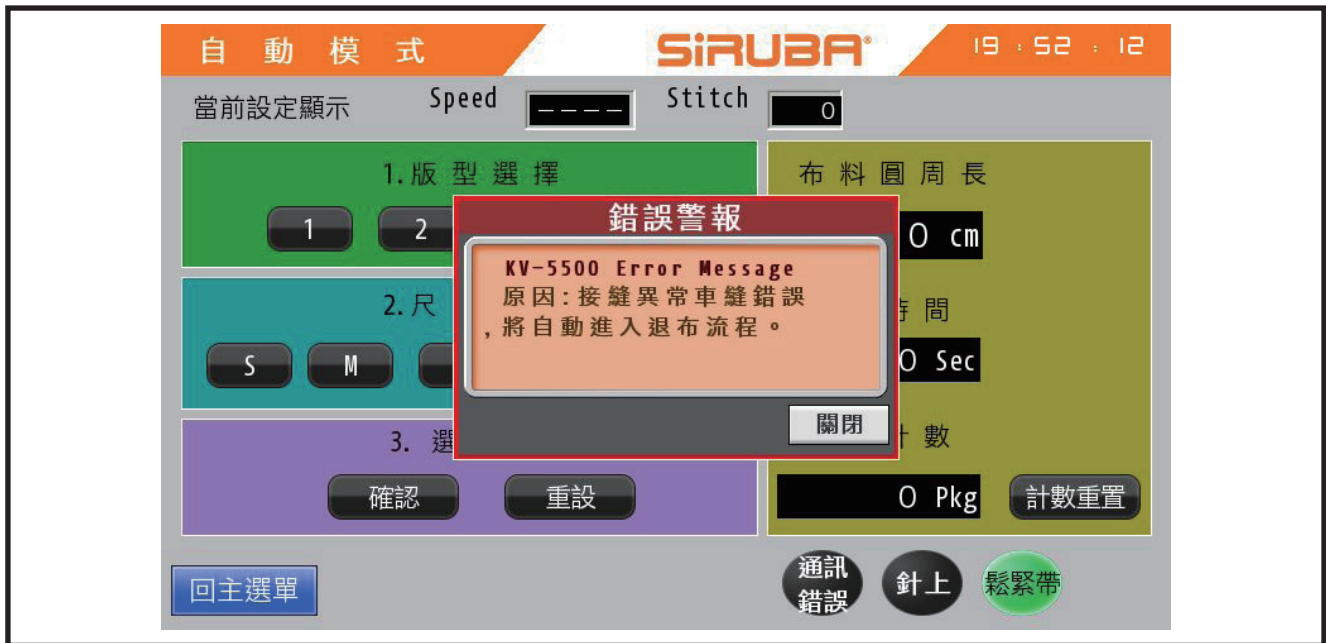 自動模式
SiRUBA®
19 : 52 : 12
當前設定顯示
Speed ----
Stitch 0
1.版型選擇
1
2
布料圓周長
0 cm
錯誤警報
KV-5500 Error Message
原因:接縫異常車縫錯誤
,將自動進入退布流程。
關閉
2.尺
S
M
間
0 Sec
3. 選
確認
重設
數
0 Pkg
計數重置
回主選單
通訊
錯誤
針上
鬆緊帶